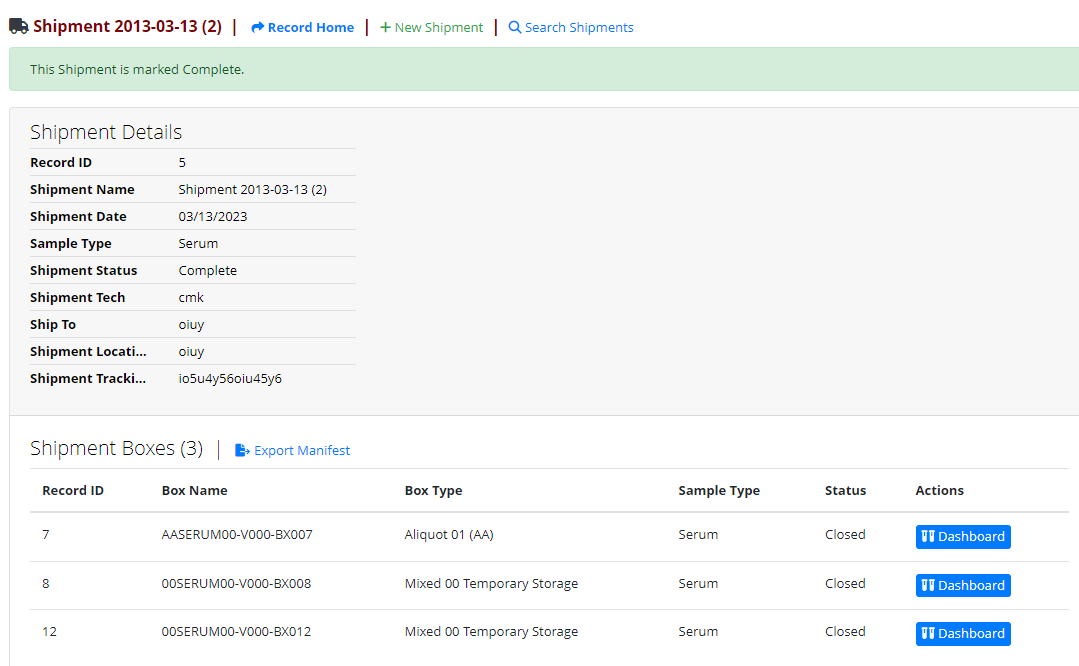 Shipment 2013-03-13 (2) | Record Home | + New Shipment | Search Shipments
This Shipment is marked Complete.
Shipment Details
Record ID 5
Shipment Name Shipment 2013-03-13 (2)
Shipment Date 03/13/2023
Sample Type Serum
Shipment Status Complete
Shipment Tech cmk
Ship To oiuy
Shipment Locati... oiuy
Shipment Tracki... io5u4y56oiu45y6
Shipment Boxes (3) | Export Manifest
Record ID Box Name Box Type Sample Type Status Actions
7 AASERUM00-V000-BX007 Aliquot 01 (AA) Serum Closed Dashboard
8 00SERUM00-V000-BX008 Mixed 00 Temporary Storage Serum Closed Dashboard
12 00SERUM00-V000-BX012 Mixed 00 Temporary Storage Serum Closed Dashboard